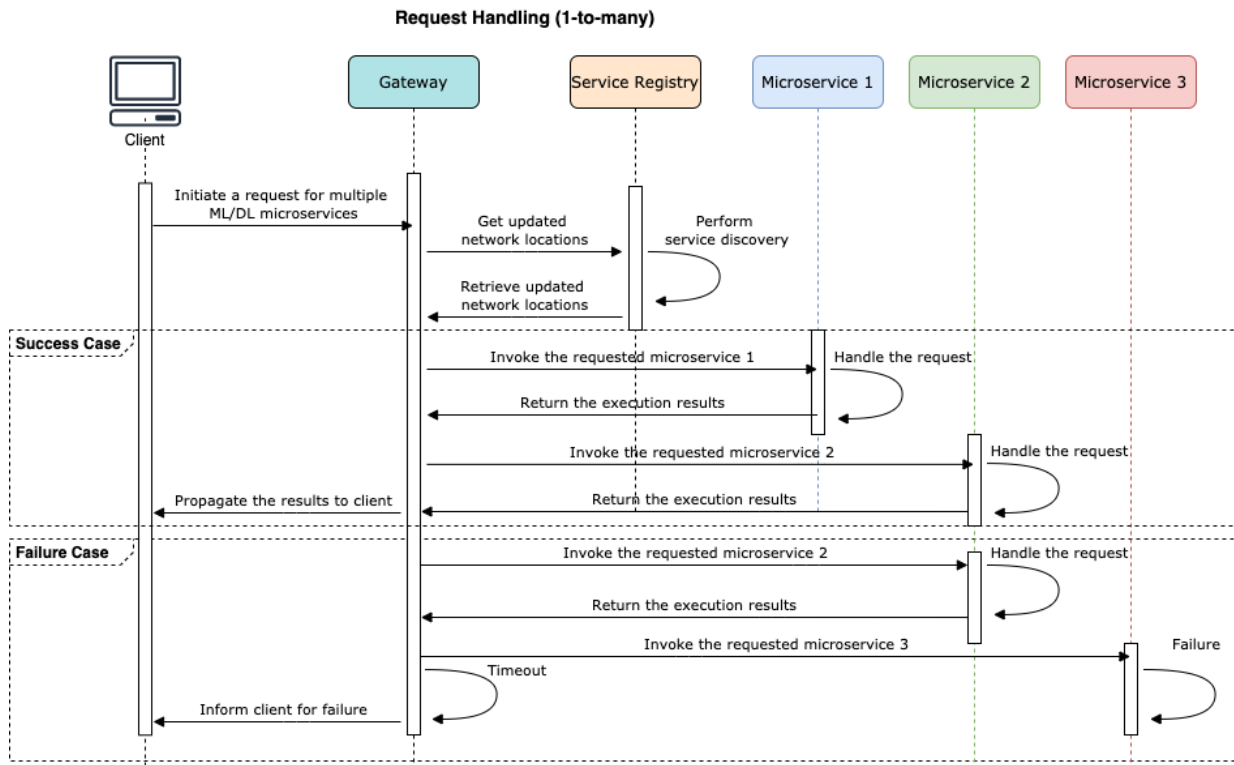 Request Handling (1-to-many)
Client
Gateway
Service Registry
Microservice 1
Microservice 2
Microservice 3
Initiate a request for multiple
ML/DL microservices
Get updated
network locations
Perform
service discovery
Retrieve updated
network locations
Success Case
Invoke the requested microservice 1
Handle the request
Return the execution results
Invoke the requested microservice 2
Handle the request
Propagate the results to client
Return the execution results
Failure Case
Invoke the requested microservice 2
Handle the request
Return the execution results
Invoke the requested microservice 3
Failure
Timeout
Inform client for failure